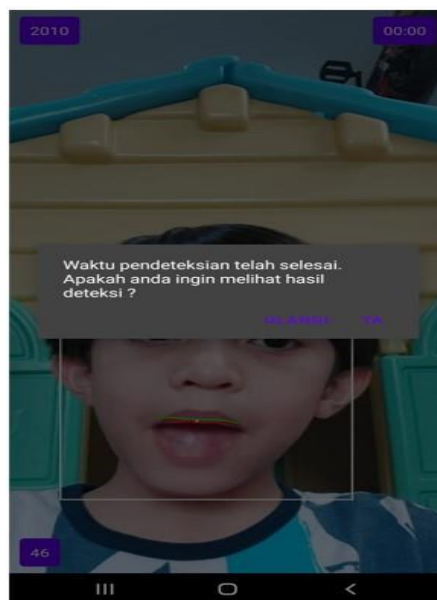 2010
00:00
Waktu pendeteksian telah selesai.
Apakah anda ingin melihat hasil
deteksi ?
ULANGI YA
46